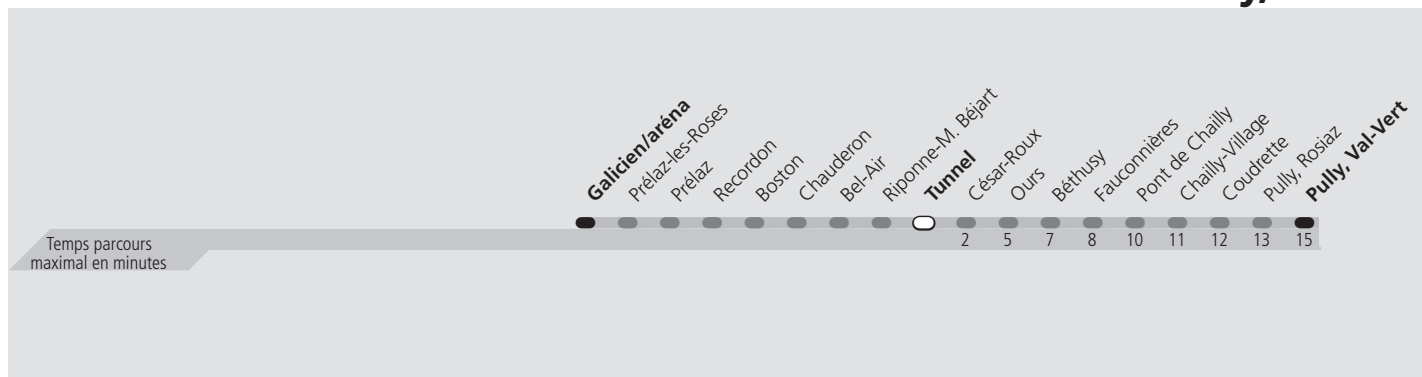 Galicien/aréna
Prélaz-les-Roses
Prélaz
Recordon
Boston
Chauderon
Bel-Air
Riponne-M. Béjart
Tunnel
César-Roux
Ours
Béthusy
Fauconnières
Pont de Chailly
Chailly-Village
Coudrette
Pully, Rosiaz
Pully, Val-Vert
Temps parcours
maximal en minutes
2 5 7 8 10 11 12 13 15